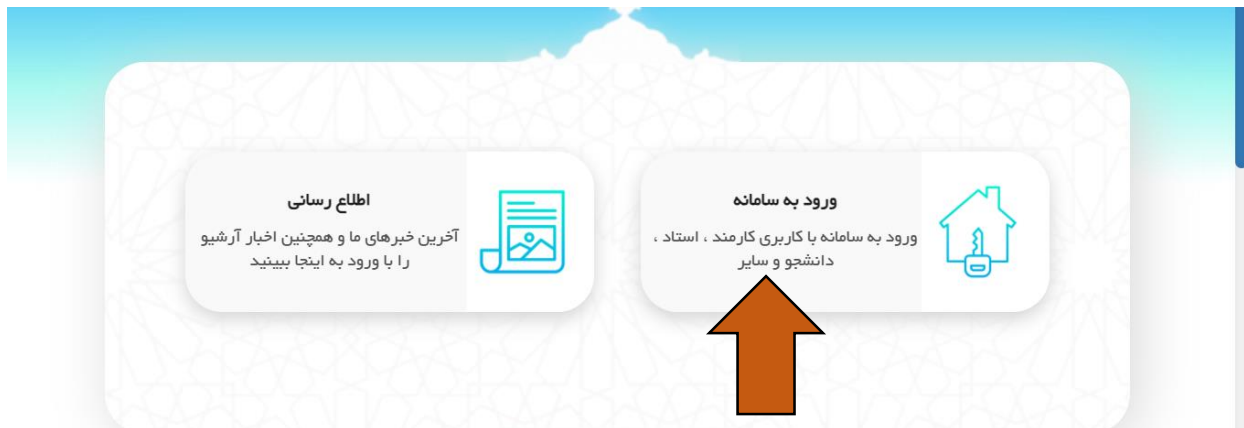 ورود به سامانه
ورود به سامانه با کاربری کارمند ، استاد ،
دانشجو و سایر
اطلاع رسانی
آخرین خبرهای ما و همچنین اخبار آرشیو
را با ورود به اینجا ببینید